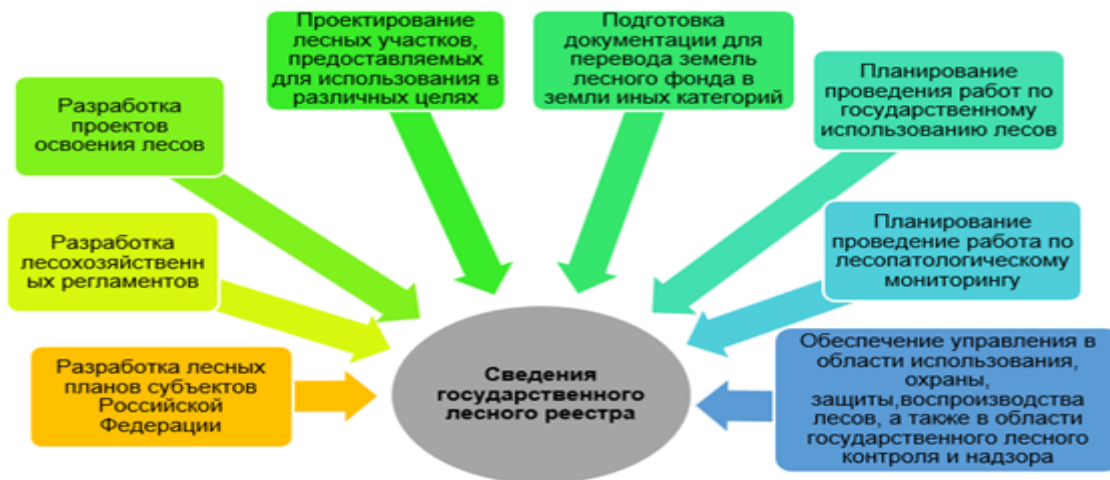 Проектирование
лесных участков,
предоставляемых
для использования в
различных целях
Подготовка
документации для
перевода земель
лесного фонда в
земли иных категорий
Планирование
проведения работ по
государственному
использованию лесов
Разработка
проектов
освоения лесов
Разработка
лесохозяйственн
ых регламентов
Планирование
проведение работа по
лесопатологическому
мониторингу
Разработка лесных
планов субъектов
Российской
Федерации
Сведения
государственного
лесного реестра
Обеспечение управления в
области использования,
охраны,
защиты,воспроизводства
лесов, а также в области
государственного лесного
контроля и надзора